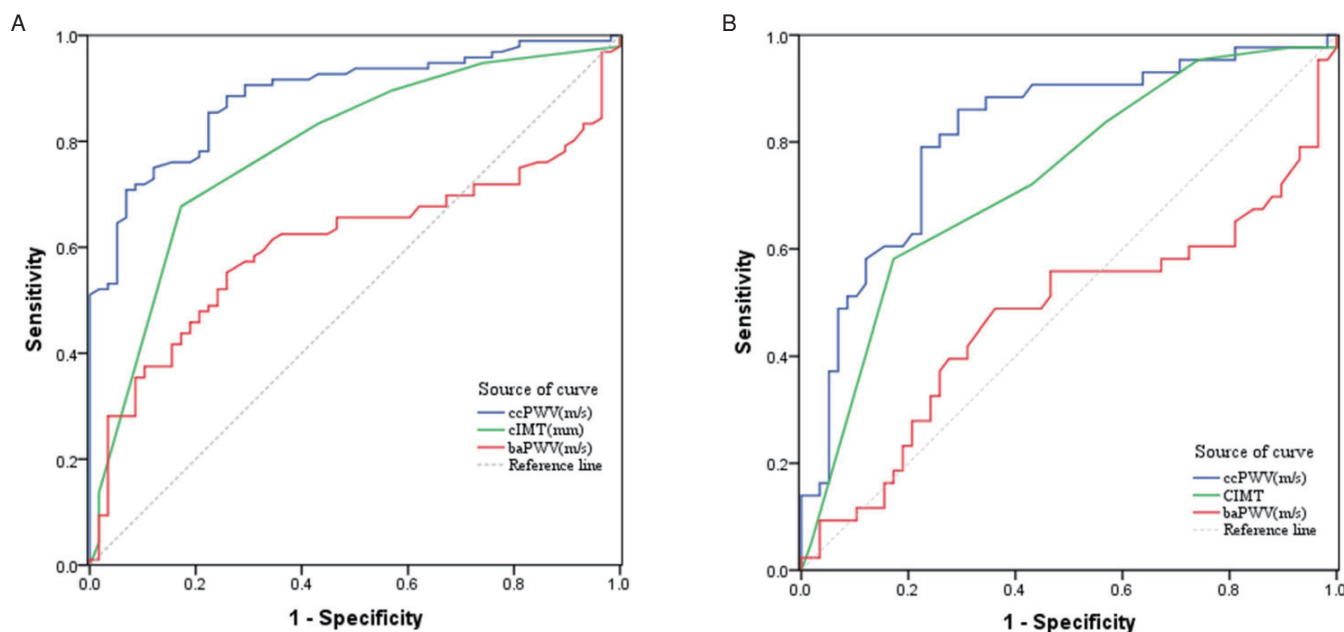 A
1.0
0.8
0.6
0.4
0.2
0.0
Sensitivity
Source of curve
ccPWV(m/s)
cIMT(mm)
baPWV(m/s)
Reference line
0.0 0.2 0.4 0.6 0.8 1.0
1 - Specificity
B
1.0
0.8
0.6
0.4
0.2
0.0
Sensitivity
Source of curve
ccPWV(m/s)
CIMT
baPWV(m/s)
Reference line
0.0 0.2 0.4 0.6 0.8 1.0
1 - Specificity